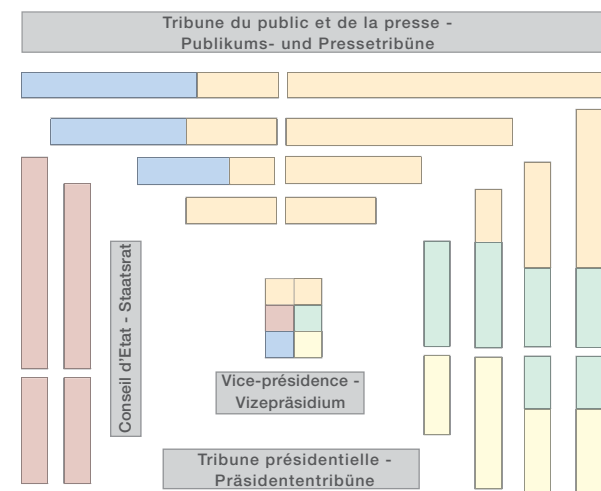 Tribune du public et de la presse -
Publikums- und Pressetribüne
Conseil d'Etat - Staatsrat
Vice-présidence -
Vizepräsidium
Tribune présidentielle -
Präsidententribüne